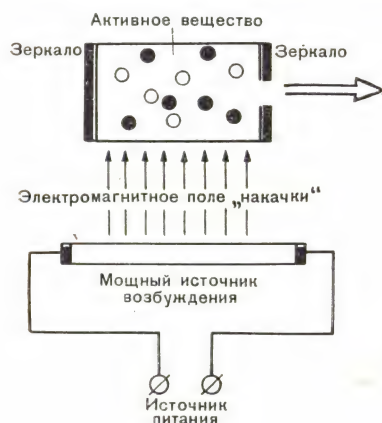 Активное вещество
Зеркало
Зеркало
Электромагнитное поле „накачки“
Мощный источник
возбуждения
Источник
питания